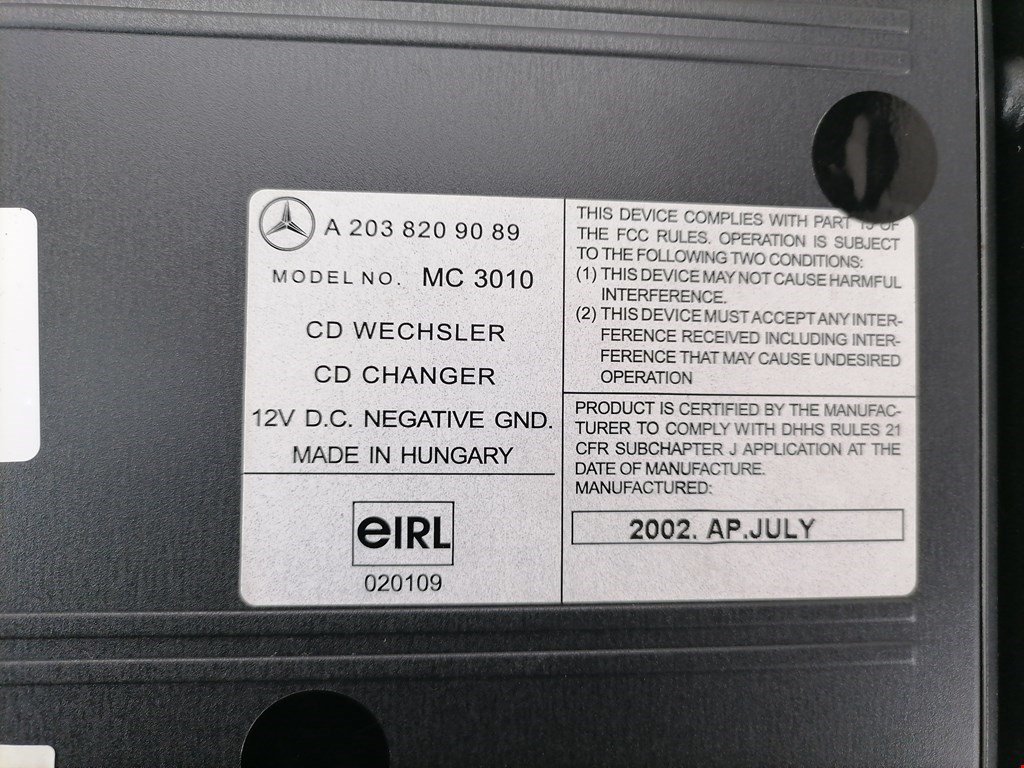 A 203 820 90 89
MODEL NO. MC 3010
CD WECHSLER
CD CHANGER
12V D.C. NEGATIVE GND.
MADE IN HUNGARY
eIRL
020109
THIS DEVICE COMPLIES WITH PART 15 OF
THE FCC RULES. OPERATION IS SUBJECT
TO THE FOLLOWING TWO CONDITIONS:
(1) THIS DEVICE MAY NOT CAUSE HARMFUL
INTERFERENCE.
(2) THIS DEVICE MUST ACCEPT ANY INTER-
FERENCE RECEIVED INCLUDING INTER-
FERENCE THAT MAY CAUSE UNDESIRED
OPERATION
PRODUCT IS CERTIFIED BY THE MANUFAC-
TURER TO COMPLY WITH DHHS RULES 21
CFR SUBCHAPTER J APPLICATION AT THE
DATE OF MANUFACTURE.
MANUFACTURED:
2002. AP.JULY